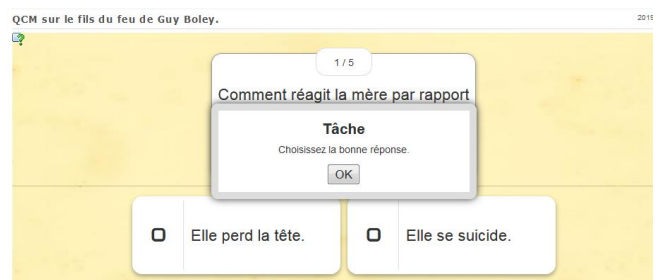 QCM sur le fils du feu de Guy Boley.
2019
1 / 5
Comment réagit la mère par rapport
Tâche
Choisissez la bonne réponse.
OK
Elle perd la tête.
Elle se suicide.